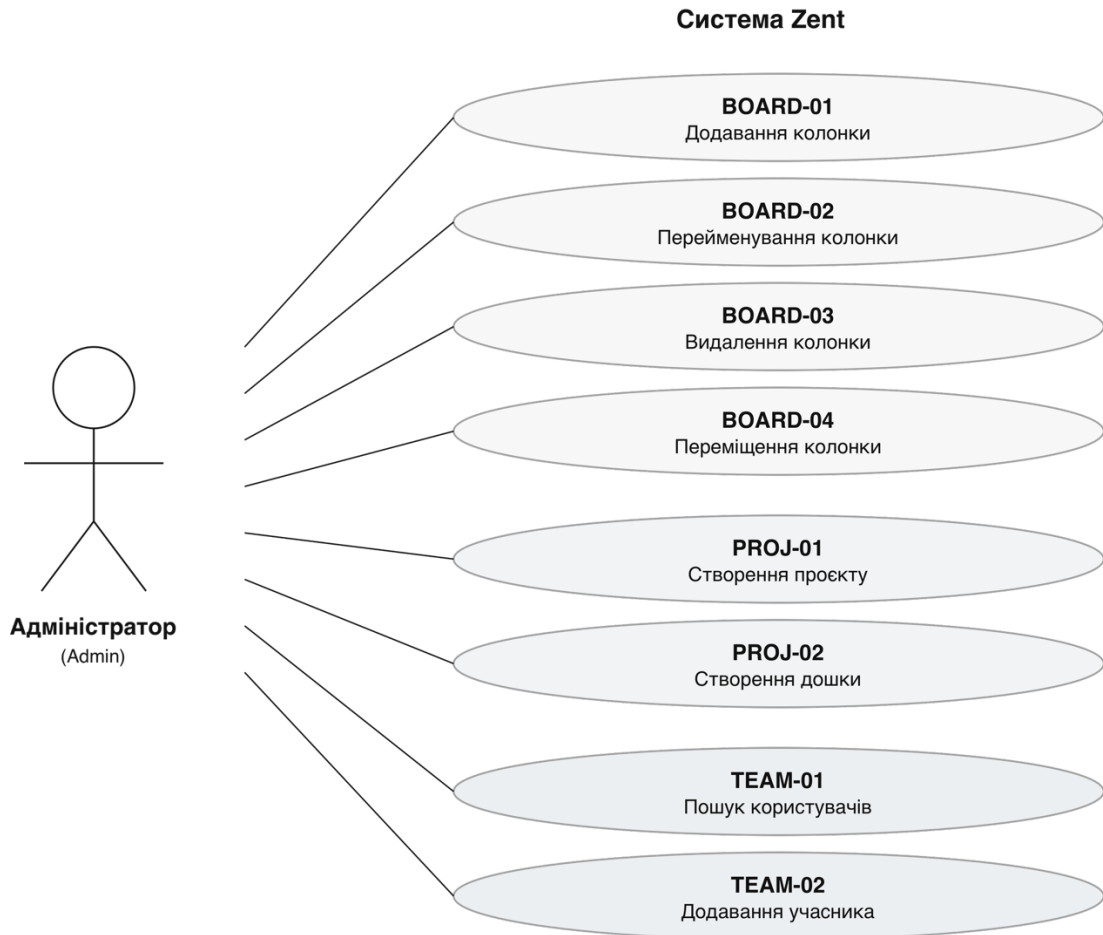 Система Zent
BOARD-01
Додавання колонки
BOARD-02
Перейменування колонки
BOARD-03
Видалення колонки
BOARD-04
Переміщення колонки
PROJ-01
Створення проєкту
Адміністратор
(Admin)
PROJ-02
Створення дошки
TEAM-01
Пошук користувачів
TEAM-02
Додавання учасника